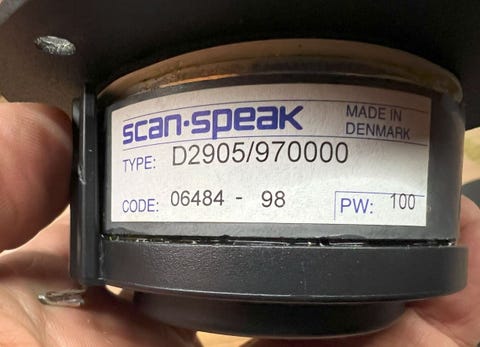 scan-speak
MADE IN
DENMARK
TYPE: D2905/970000
CODE: 06484 - 98
PW: 100